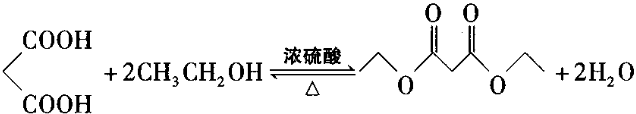 COOH
COOH
+2CH₃CH₂OH
浓硫酸
△
O O
O O
+2H₂O